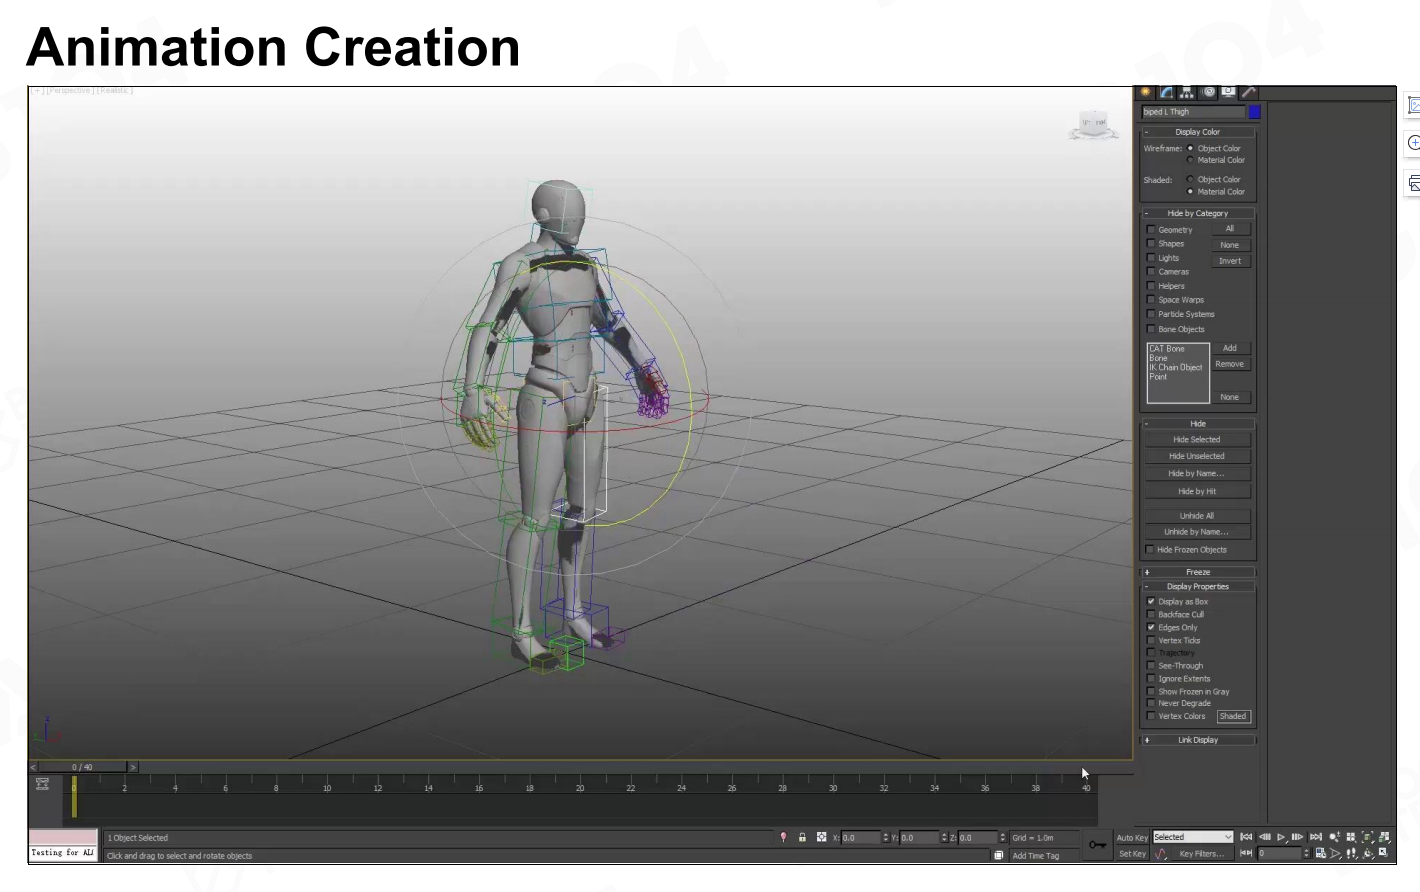 Animation Creation
[+] [Perspective] [Realistic]
biped L Thigh
- Display Color
Wireframe: Object Color
Material Color
Shaded: Object Color
Material Color
- Hide by Category
Geometry All
Shapes
None
Lights
Invert
Cameras
Helpers
Space Warps
Particle Systems
Bone Objects
CAT Bone Add
Bone
IK Chain Object Remove
Point
None
- Hide
Hide Selected
Hide Unselected
Hide by Name...
Hide by Hit
Unhide All
Unhide by Name...
Hide Frozen Objects
+ Freeze
- Display Properties
Display as Box
Backface Cull
Edges Only
Vertex Ticks
Trajectory
See-Through
Ignore Extents
Show Frozen in Gray
Never Degrade
Vertex Colors Shaded
+ Link Display
< 0 / 40 >
0 2 4 6 8 10 12 14 16 18 20 22 24 26 28 30 32 34 36 38 40
1 Object Selected X: 0.0 Y: 0.0 Z: 0.0 Grid = 1.0m Auto Key Selected
Testing for ALL Click and drag to select and rotate objects Add Time Tag Set Key Key Filters... 0